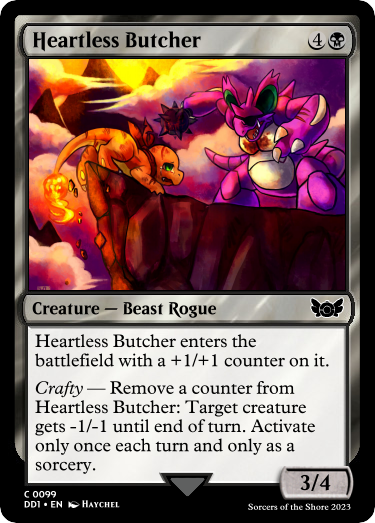 Heartless Butcher 4
Creature — Beast Rogue
Heartless Butcher enters the
battlefield with a +1/+1 counter on it.
Crafty — Remove a counter from
Heartless Butcher: Target creature
gets -1/-1 until end of turn. Activate
only once each turn and only as a
sorcery.
3/4
C 0099
DD1 • EN HAYCHEL
Sorcers of the Shore 2023